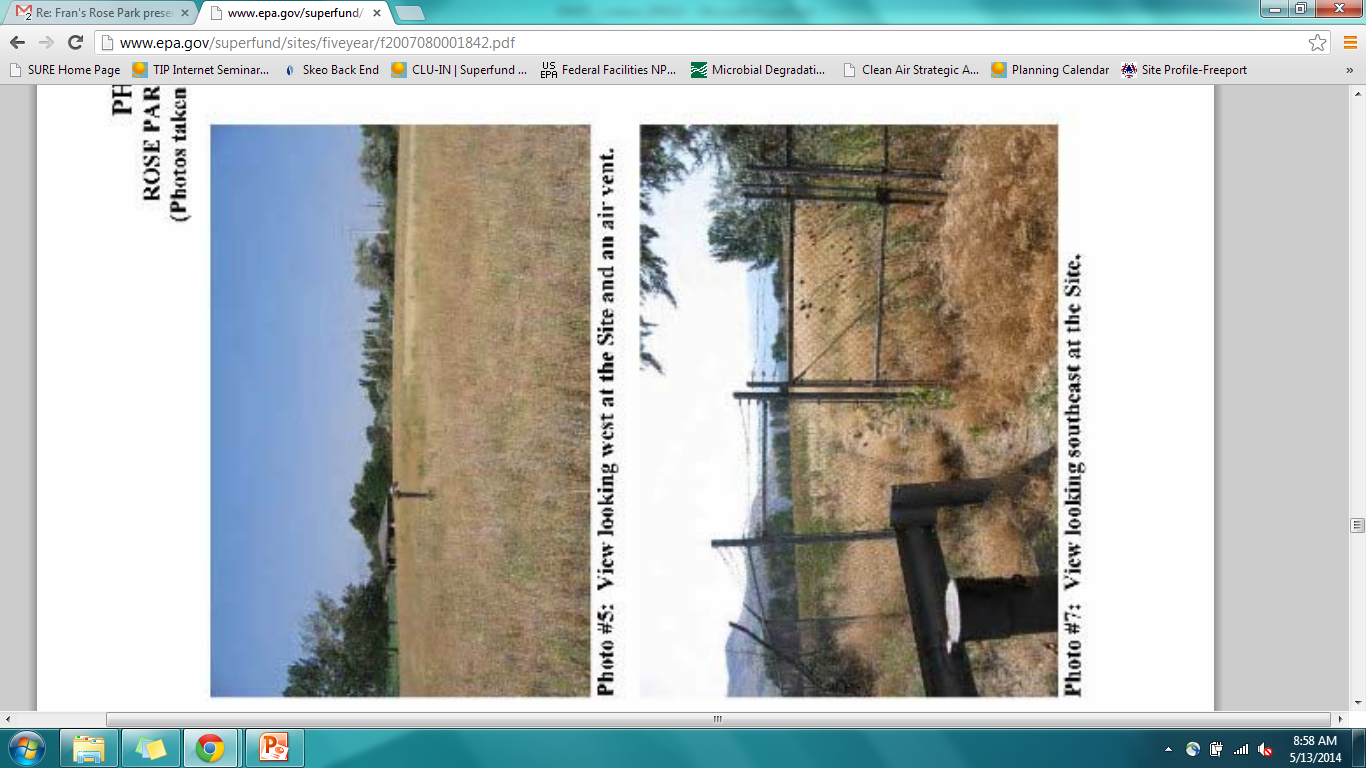 Re: Fran's Rose Park prese
www.epa.gov/superfund/
2
www.epa.gov/superfund/sites/fiveyear/f2007080001842.pdf
SURE Home Page
TIP Internet Seminar...
Skeo Back End
CLU-IN | Superfund ...
US
EPA
Federal Facilities NP...
Microbial Degradati...
Clean Air Strategic A...
Planning Calendar
Site Profile-Freeport
»
PH
ROSE PAR
(Photos taken
Photo #5: View looking west at the Site and an air vent.
Photo #7: View looking southeast at the Site.
8:58 AM
5/13/2014